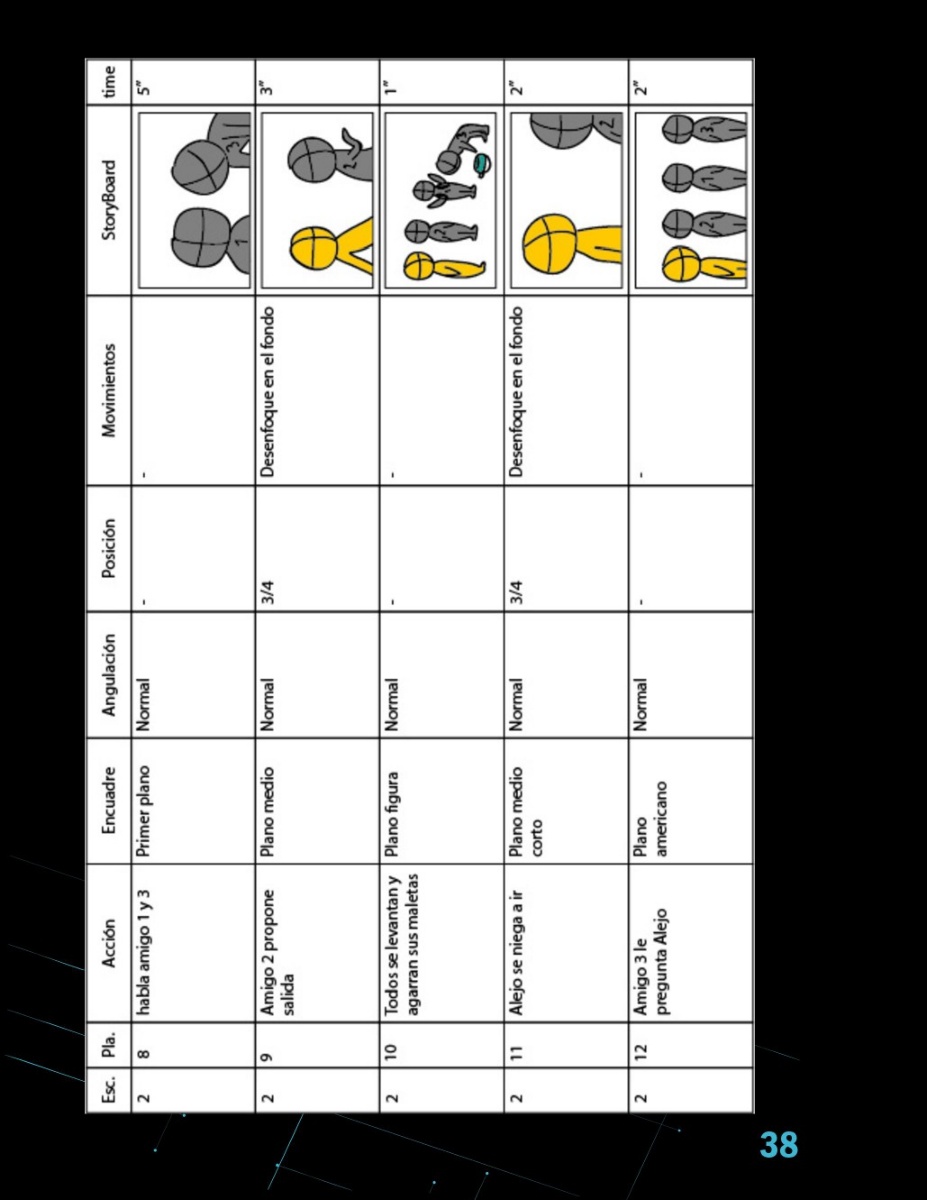 Esc. Pla. Acción Encuadre Angulación Posición Movimientos StoryBoard time
2 8 habla amigo 1 y 3 Primer plano Normal - - 1 3 5"
2 9 Amigo 2 propone
salida Plano medio Normal 3/4 Desenfoque en el fondo 2 3"
2 10 Todos se levantan y
agarran sus maletas Plano figura Normal - - 1"
2 11 Alejo se niega a ir Plano medio
corto Normal 3/4 Desenfoque en el fondo 2 2"
2 12 Amigo 3 le
pregunta Alejo Plano
americano Normal - - 2 3 2"
38